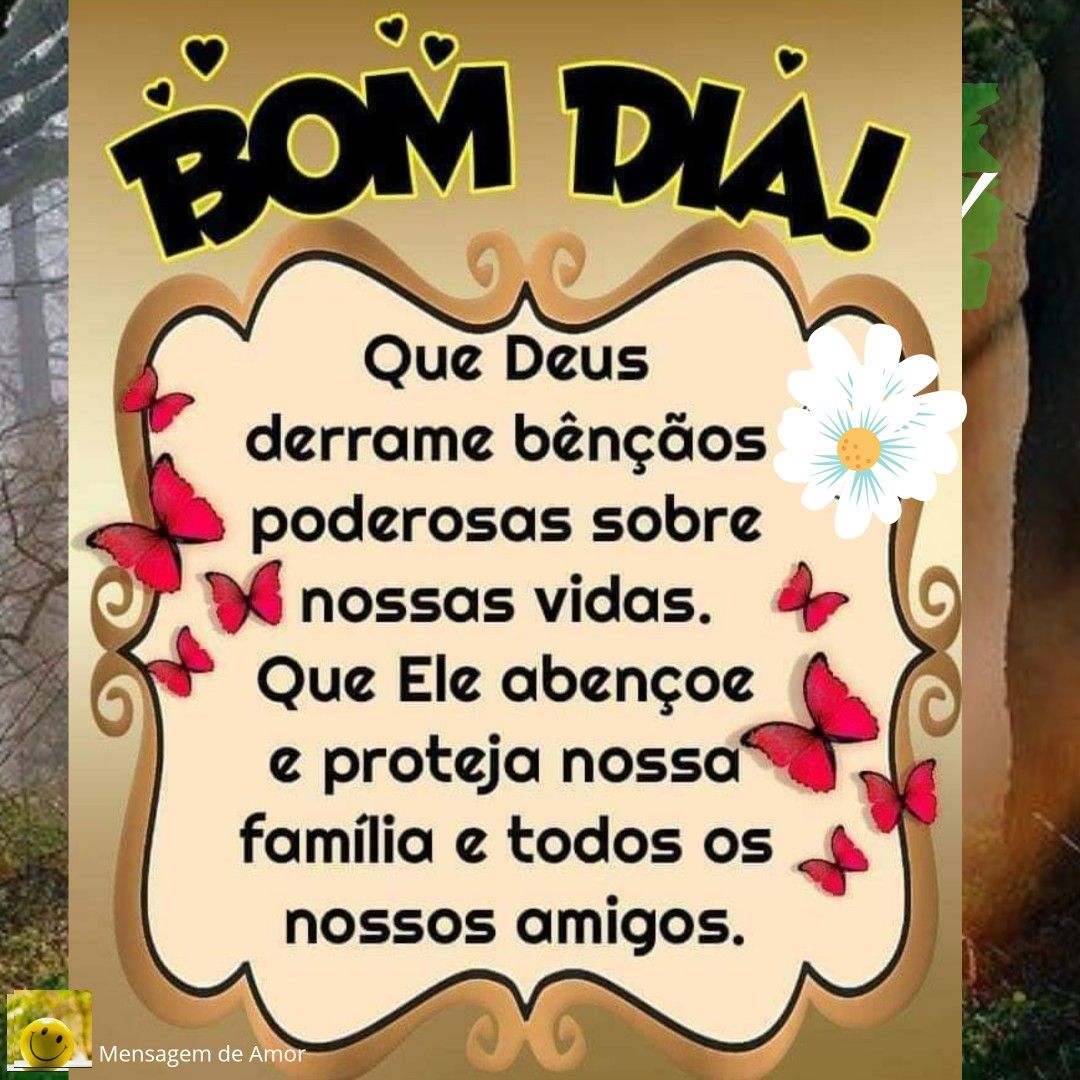 BOM DIA!
Que Deus
derrame bênçãos
poderosas sobre
nossas vidas.
Que Ele abençoe
e proteja nossa
família e todos os
nossos amigos.
Mensagem de Amor